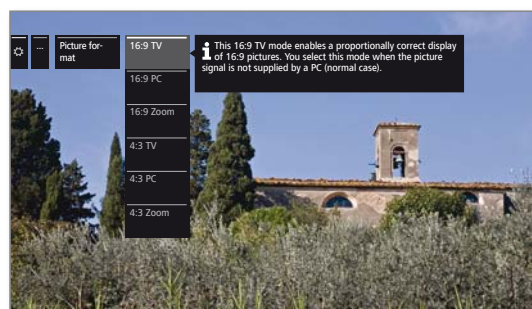 ...
Picture for-
mat
16:9 TV
16:9 PC
16:9 Zoom
4:3 TV
4:3 PC
4:3 Zoom
i This 16:9 TV mode enables a proportionally correct display
of 16:9 pictures. You select this mode when the picture
signal is not supplied by a PC (normal case).